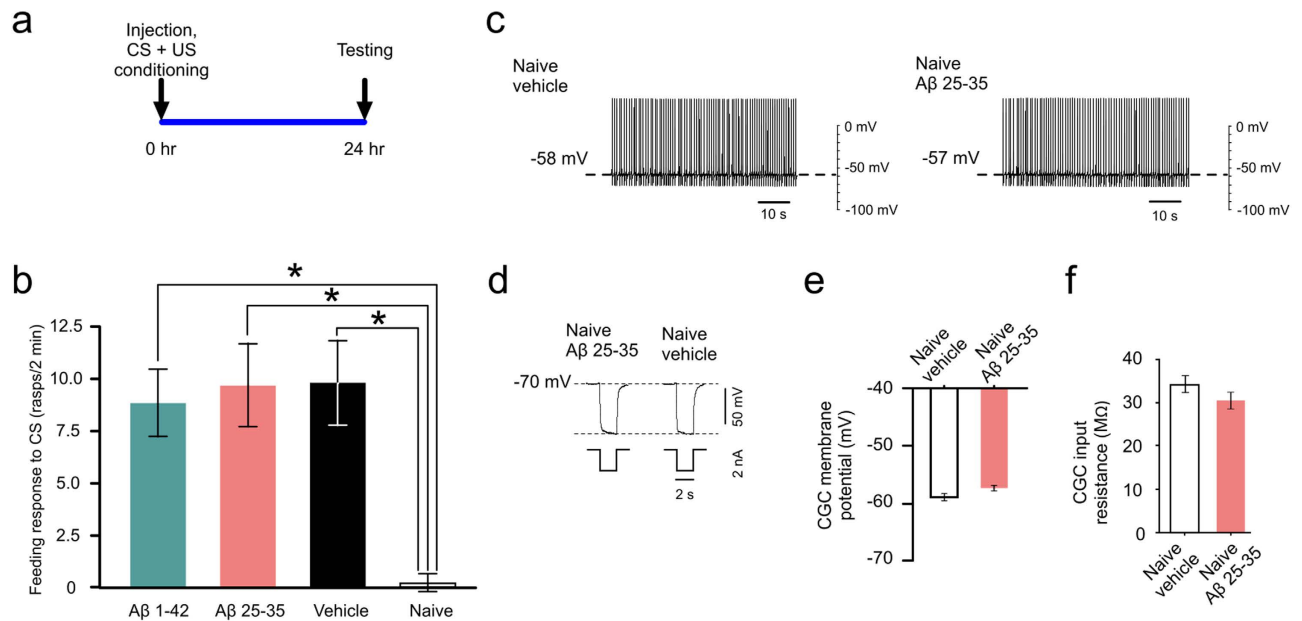 a
Injection,
CS + US
conditioning
Testing
0 hr
24 hr
b
Feeding response to CS (rasps/2 min)
12.5
10.0
7.5
5.0
2.5
0
*
*
*
Aβ 1-42
Aβ 25-35
Vehicle
Naive
c
Naive
vehicle
-58 mV
0 mV
-50 mV
-100 mV
10 s
Naive
Aβ 25-35
-57 mV
0 mV
-50 mV
-100 mV
10 s
d
Naive
Aβ 25-35
Naive
vehicle
-70 mV
50 mV
2 nA
2 s
e
Naive
vehicle
Naive
Aβ 25-35
CGC membrane
potential (mV)
-40
-50
-60
-70
f
CGC input
resistance (MΩ)
40
30
33
10
0
Naive
vehicle
Naive
Aβ 25-35